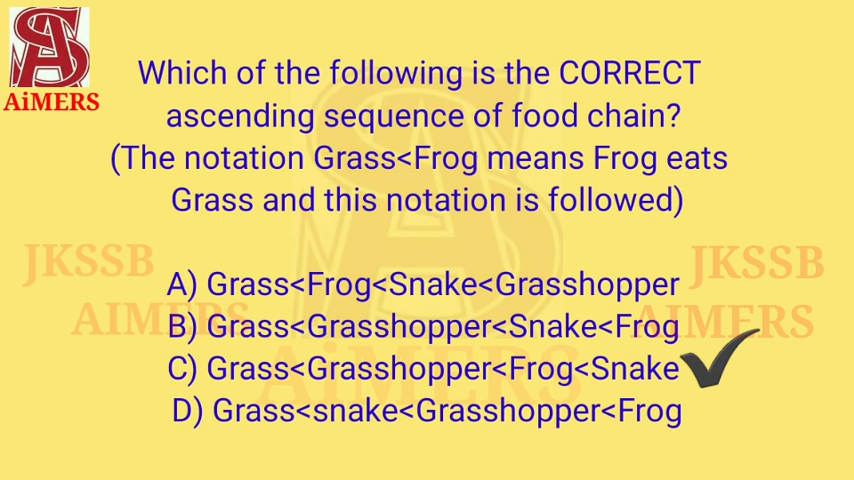 AiMERS
Which of the following is the CORRECT
ascending sequence of food chain?
(The notation Grass<Frog means Frog eats
Grass and this notation is followed)
JKSSB
AIMERS
JKSSB
AIMERS
A) Grass<Frog<Snake<Grasshopper
B) Grass<Grasshopper<Snake<Frog
C) Grass<Grasshopper<Frog<Snake
D) Grass<snake<Grasshopper<Frog
AiMERS